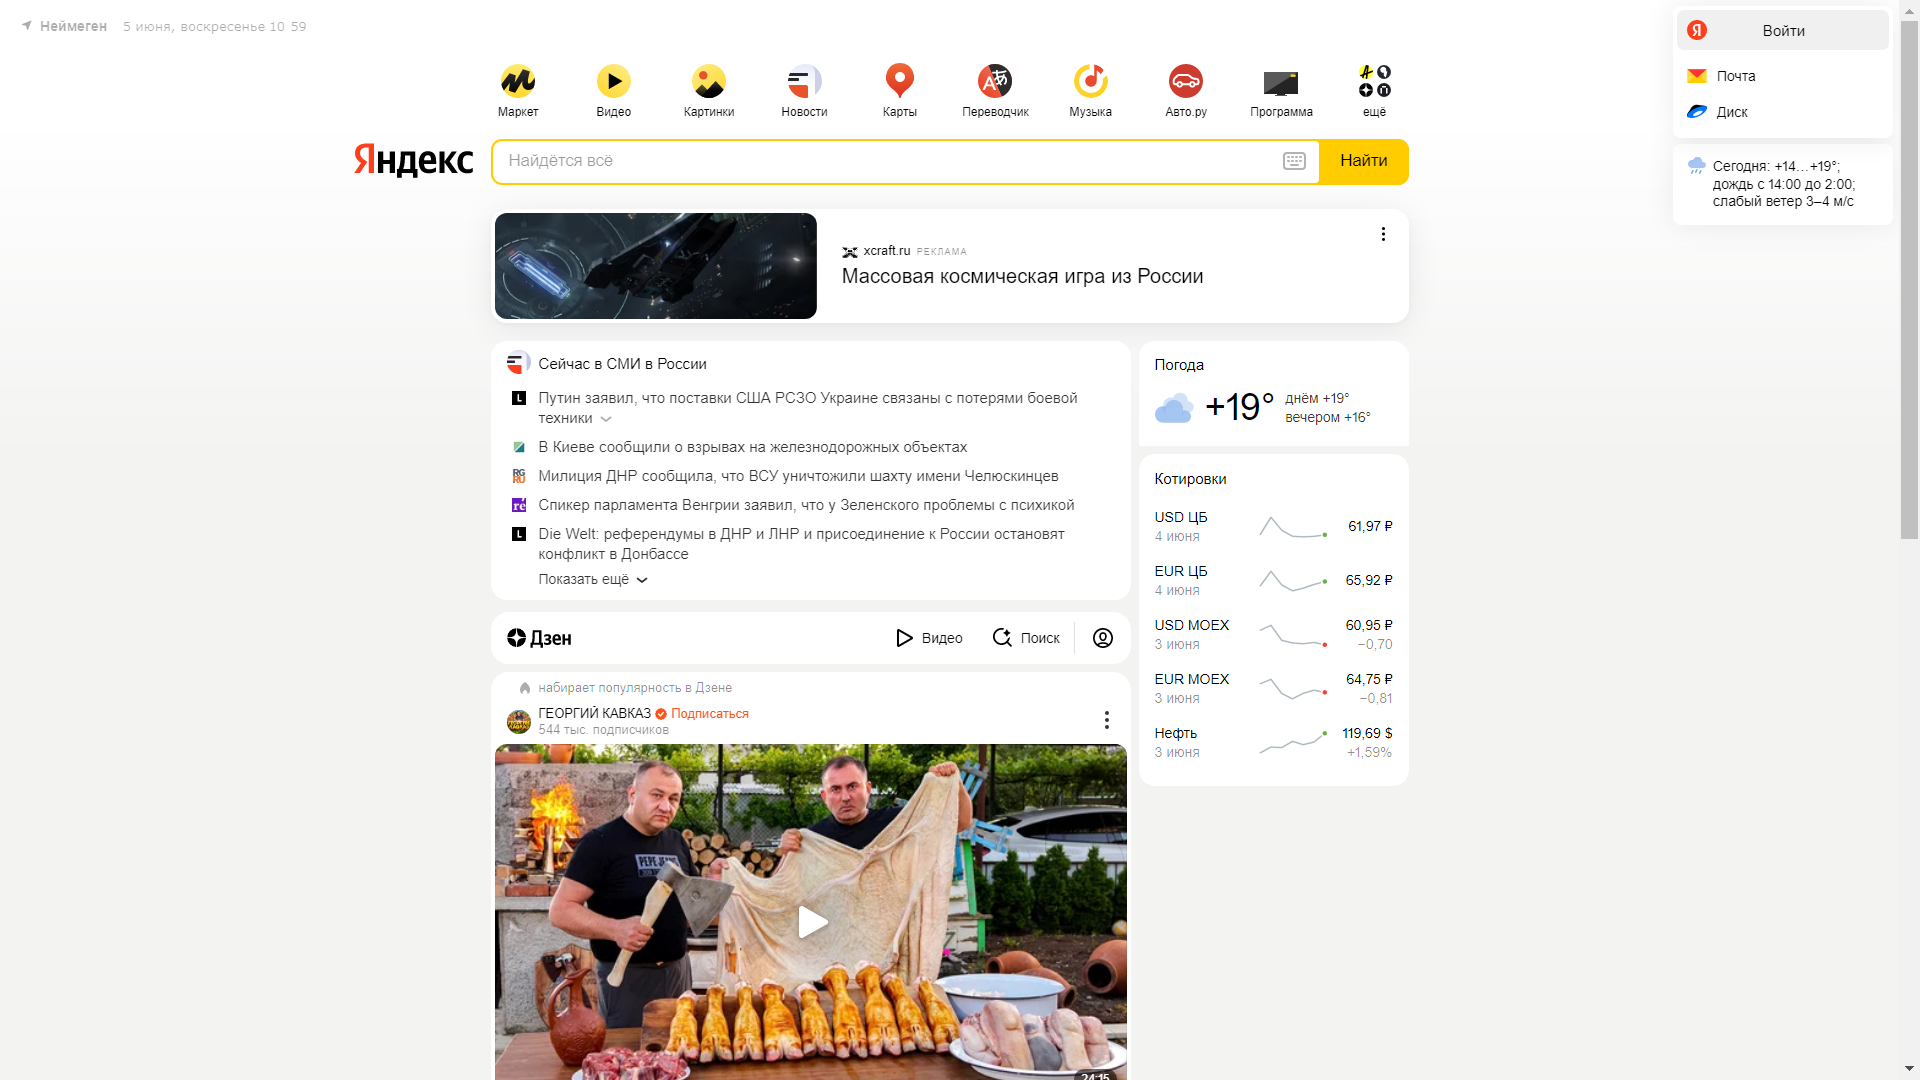 Неймеген 5 июня, воскресенье 10 59
Войти
Почта
Диск
Сегодня: +14…+19°;
дождь с 14:00 до 2:00;
слабый ветер 3–4 м/с
Маркет Видео Картинки Новости Карты Переводчик Музыка Авто.ру Программа ещё
Яндекс Найдётся всё Найти
xcraft.ru РЕКЛАМА
Массовая космическая игра из России
Сейчас в СМИ в России
Путин заявил, что поставки США РСЗО Украине связаны с потерями боевой
техники
В Киеве сообщили о взрывах на железнодорожных объектах
RG
RU
Милиция ДНР сообщила, что ВСУ уничтожили шахту имени Челюскинцев
re Спикер парламента Венгрии заявил, что у Зеленского проблемы с психикой
L Die Welt: референдумы в ДНР и ЛНР и присоединение к России остановят
конфликт в Донбассе
Показать ещё
Погода
+19°
днём +19°
вечером +16°
Котировки
USD ЦБ 61,97 ₽
4 июня
EUR ЦБ 65,92 ₽
4 июня
USD MOEX 60,95 ₽
3 июня −0,70
EUR MOEX 64,75 ₽
3 июня −0,81
Нефть 119,69 $
3 июня +1,59%
Дзен Видео Поиск
набирает популярность в Дзене
ГЕОРГИЙ КАВКАЗ Подписаться
544 тыс. подписчиков
PEPE JEANS
24:15